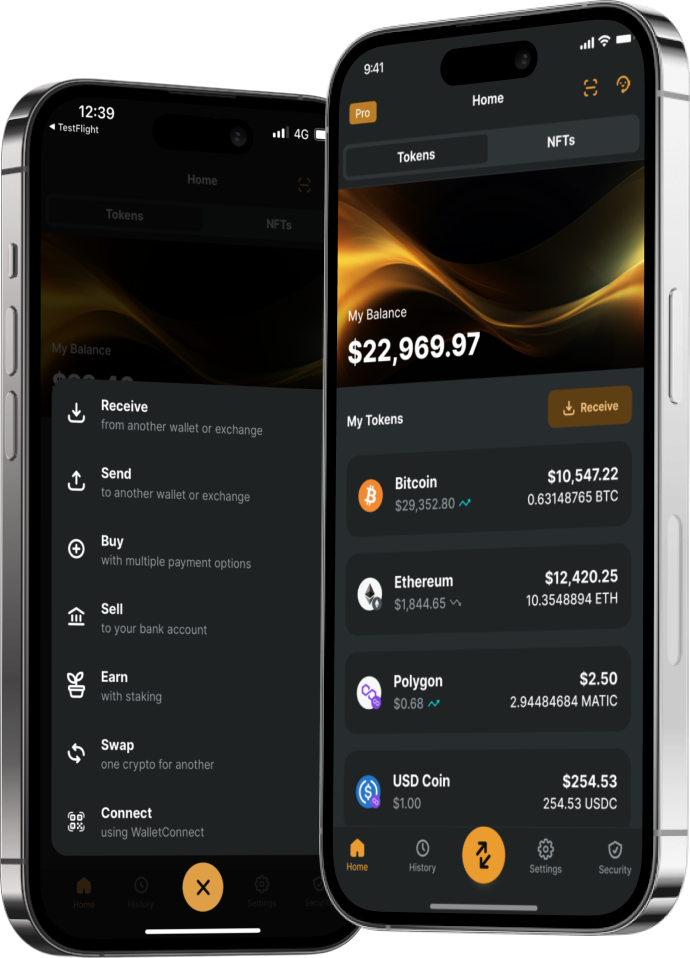 12:39
TestFlight
4G
Home
Tokens
NFTs
My Balance
Receive
from another wallet or exchange
Send
to another wallet or exchange
Buy
with multiple payment options
Sell
to your bank account
Earn
with staking
Swap
one crypto for another
Connect
using WalletConnect
Home
History
Settings
9:41
Pro
Home
Tokens
NFTs
My Balance
$22,969.97
My Tokens
Receive
Bitcoin
$10,547.22
$29,352.80
0.63148765 BTC
Ethereum
$12,420.25
$1,844.65
10.3548894 ETH
Polygon
$2.50
$0.68
2.94484684 MATIC
USD Coin
$254.53
$1.00
254.53 USDC
Home
History
Settings
Security